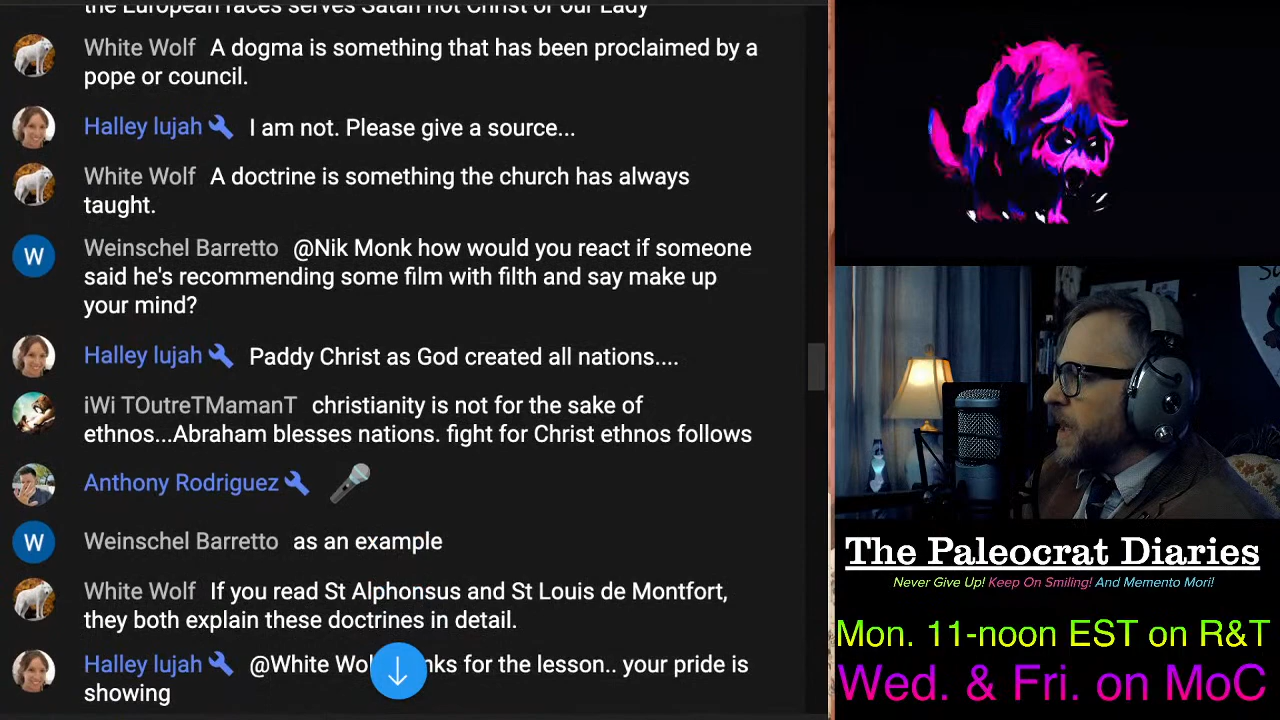 the European races serves Satan not Christ or our Lady
White Wolf A dogma is something that has been proclaimed by a
pope or council.
Halley lujah I am not. Please give a source...
White Wolf A doctrine is something the church has always
taught.
W Weinschel Barretto @Nik Monk how would you react if someone
said he's recommending some film with filth and say make up
your mind?
Halley lujah Paddy Christ as God created all nations....
iWi TOutreTMamanT christianity is not for the sake of
ethnos...Abraham blesses nations. fight for Christ ethnos follows
Anthony Rodriguez
W Weinschel Barretto as an example
White Wolf If you read St Alphonsus and St Louis de Montfort,
they both explain these doctrines in detail.
Halley lujah @White for the lesson.. your pride is
showing
The Paleocrat Diaries
Never Give Up! Keep On Smiling! And Memento Mori!
Mon. 11-noon EST on R&T
Wed. & Fri. on MoC